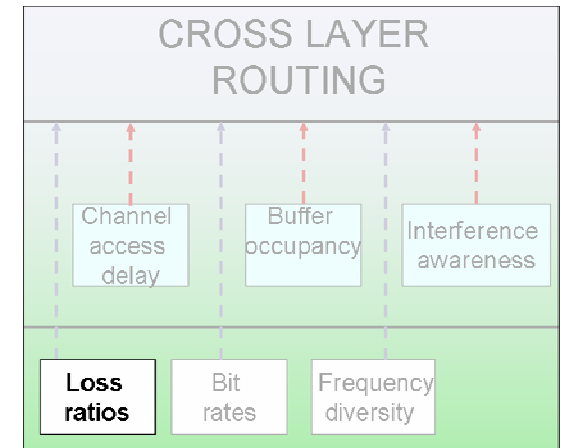 CROSS LAYER
ROUTING
Channel
access
delay
Buffer
occupancy
Interference
awareness
Loss
ratios
Bit
rates
Frequency
diversity